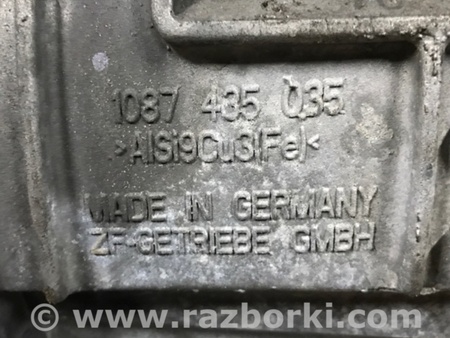 1087 435 035
>AlSi9Cu3(Fe)<
MADE IN GERMANY
ZF-GETRIEBE GMBH
© www.razborki.com